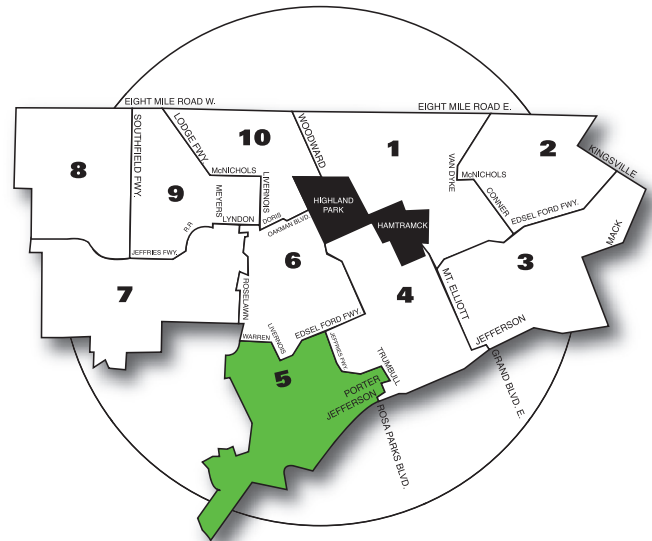 EIGHT MILE ROAD W.
EIGHT MILE ROAD E.
SOUTHFIELD FWY.
LODGE FWY.
10
WOODWARD
1
2
KINGSVILLE
8
9
McNICHOLS
VAN DYKE
McNICHOLS
MEYERS
LIVERNOIS
HIGHLAND
PARK
CONNER
LYNDON
DORIS
OAKMAN BLVD.
HAMTRAMCK
EDSEL FORD FWY.
MACK
R.R
JEFFRIES FWY.
6
3
7
ROSELAWN
4
MT. ELLIOTT
EDSEL FORD FWY.
LIVERNOIS
WARREN
JEFFRIES FWY
JEFFERSON
TRUMBULL
GRAND BLVD. E.
5
PORTER
JEFFERSON
ROSA PARKS BLVD.